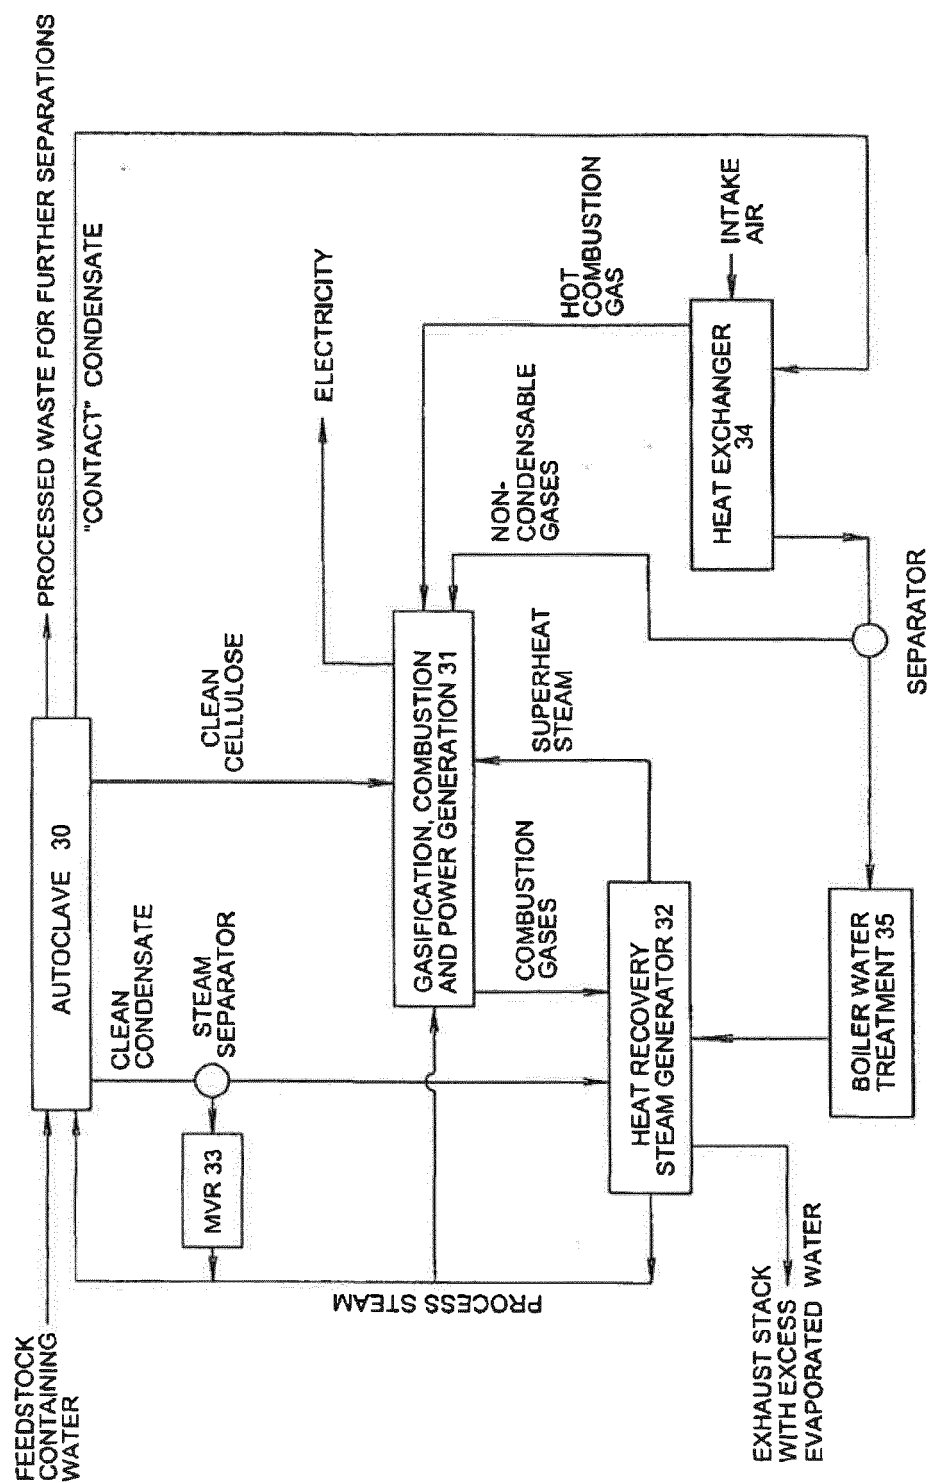 FEEDSTOCK
CONTAINING
WATER
AUTOCLAVE 30
PROCESSED WASTE FOR FURTHER SEPARATIONS
"CONTACT" CONDENSATE
CLEAN
CONDENSATE
STEAM
SEPARATOR
MVR 33
CLEAN
CELLULOSE
ELECTRICITY
PROCESS STEAM
GASIFICATION, COMBUSTION
AND POWER GENERATION 31
NON-
CONDENSABLE
GASES
HOT
COMBUSTION
GAS
COMBUSTION
GASES
SUPERHEAT
STEAM
HEAT RECOVERY
STEAM GENERATOR 32
HEAT EXCHANGER
34
INTAKE
AIR
EXHAUST STACK
WITH EXCESS
EVAPORATED WATER
BOILER WATER
TREATMENT 35
SEPARATOR